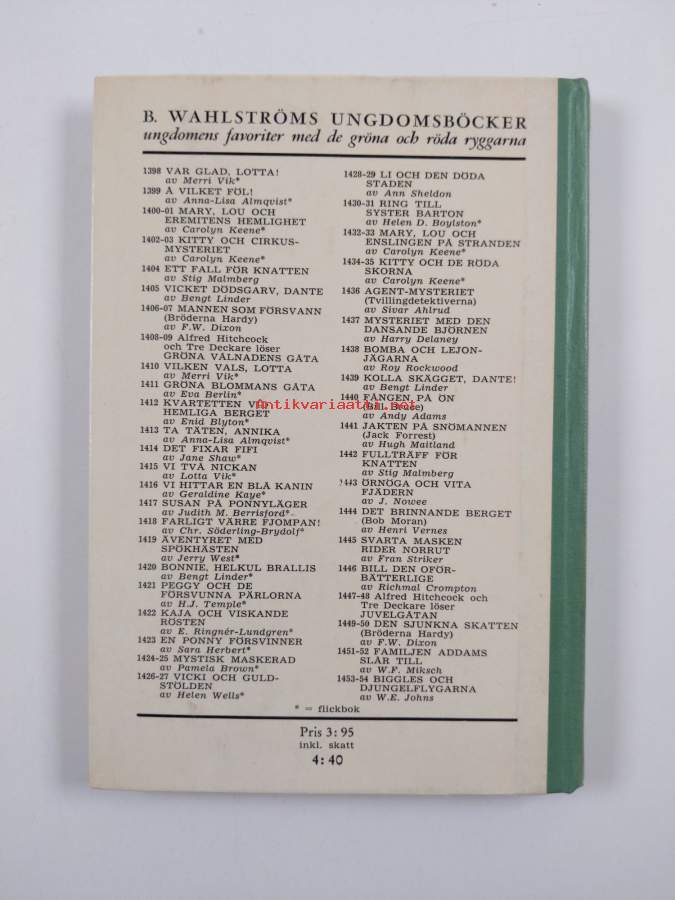 B. WAHLSTRÖMS UNGDOMSBÖCKER
ungdomens favoriter med de gröna och röda ryggarna
1398 VAR GLAD, LOTTA!
av Merri Vik*
1399 Å VILKET FÖL!
av Anna-Lisa Almqvist*
1400-01 MARY, LOU OCH
EREMITENS HEMLIGHET
av Carolyn Keene*
1402-03 KITTY OCH CIRKUS-
MYSTERIET
av Carolyn Keene*
1404 ETT FALL FÖR KNATTEN
av Stig Malmberg
1405 VICKET DÖDSGARV, DANTE
av Bengt Linder
1406-07 MANNEN SOM FÖRSVANN
(Bröderna Hardy)
av F.W. Dixon
1408-09 Alfred Hitchcock
och Tre Deckare löser
GRÖNA VÅLNADENS GÅTA
1410 VILKEN VALS, LOTTA
av Merri Vik*
1411 GRÖNA BLOMMANS GÅTA
av Eva Berlin*
1412 KVARTETTEN VID
HEMLIGA BERGET
av Enid Blyton*
1413 TA TÄTEN, ANNIKA
av Anna-Lisa Almqvist*
1414 DET FIXAR FIFI
av Jane Shaw*
1415 VI TVÅ NICKAN
av Lotta Vik*
1416 VI HITTAR EN BLÅ KANIN
av Geraldine Kaye*
1417 SUSAN PÅ PONNYLÄGER
av Judith M. Berrisford*
1418 FARLIGT VÄRRE FJOMPAN!
av Chr. Söderling-Brydolf*
1419 ÄVENTYRET MED
SPÖKHÄSTEN
av Jerry West*
1420 BONNIE, HELKUL BRALLIS
av Bengt Linder*
1421 PEGGY OCH DE
FÖRSVUNNA PÄRLORNA
av H.J. Temple*
1422 KAJA OCH VISKANDE
RÖSTEN
av E. Ringnér-Lundgren*
1423 EN PONNY FÖRSVINNER
av Sara Herbert*
1424-25 MYSTISK MASKERAD
av Pamela Brown*
1426-27 VICKI OCH GULD-
STÖLDEN
av Helen Wells*
1428-29 LI OCH DEN DÖDA
STADEN
av Ann Sheldon
1430-31 RING TILL
SYSTER BARTON
av Helen D. Boylston*
1432-33 MARY, LOU OCH
ENSLINGEN PÅ STRANDEN
av Carolyn Keene*
1434-35 KITTY OCH DE RÖDA
SKORNA
av Carolyn Keene*
1436 AGENT-MYSTERIET
(Tvillingdetektiverna)
av Sivar Ahlrud
1437 MYSTERIET MED DEN
DANSANDE BJÖRNEN
av Harry Delaney
1438 BOMBA OCH LEJON-
JÄGARNA
av Roy Rockwood
1439 KOLLA SKÄGGET, DANTE!
av Bengt Linder
1440 FÅNGEN PÅ ÖN
(Bill Bruce)
av Andy Adams
1441 JAKTEN PÅ SNÖMANNEN
(Jack Forrest)
av Hugh Maitland
1442 FULLTRÄFF FÖR
KNATTEN
av Stig Malmberg
1443 ÖRNÖGA OCH VITA
FJÄDERN
av J. Nowee
1444 DET BRINNANDE BERGET
(Bob Moran)
av Henri Vernes
1445 SVARTA MASKEN
RIDER NORRUT
av Fran Striker
1446 BILL DEN OFÖR-
BÄTTERLIGE
av Richmal Crompton
1447-48 Alfred Hitchcock och
Tre Deckare löser
JUVELGÅTAN
1449-50 DEN SJUNKNA SKATTEN
(Bröderna Hardy)
av F.W. Dixon
1451-52 FAMILJEN ADDAMS
SLÅR TILL
av W.F. Miksch
1453-54 BIGGLES OCH
DJUNGELFLYGARNA
av W.E. Johns
* = flickbok
Pris 3:95
inkl. skatt
4:40
Antikvariaatti.net